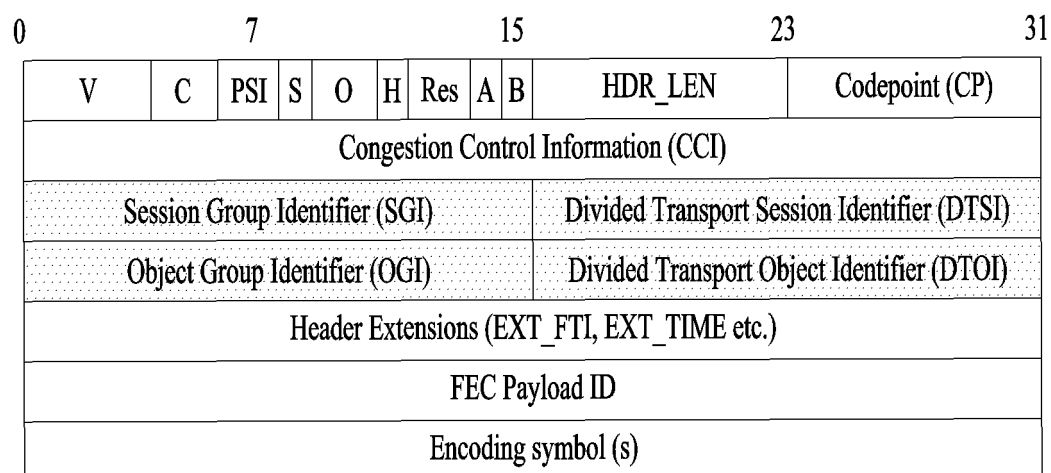 0 7 15 23 31
V C PSI S O H Res A B HDR_LEN Codepoint (CP)
Congestion Control Information (CCI)
Session Group Identifier (SGI) Divided Transport Session Identifier (DTSI)
Object Group Identifier (OGI) Divided Transport Object Identifier (DTOI)
Header Extensions (EXT_FTI, EXT_TIME etc.)
FEC Payload ID
Encoding symbol (s)